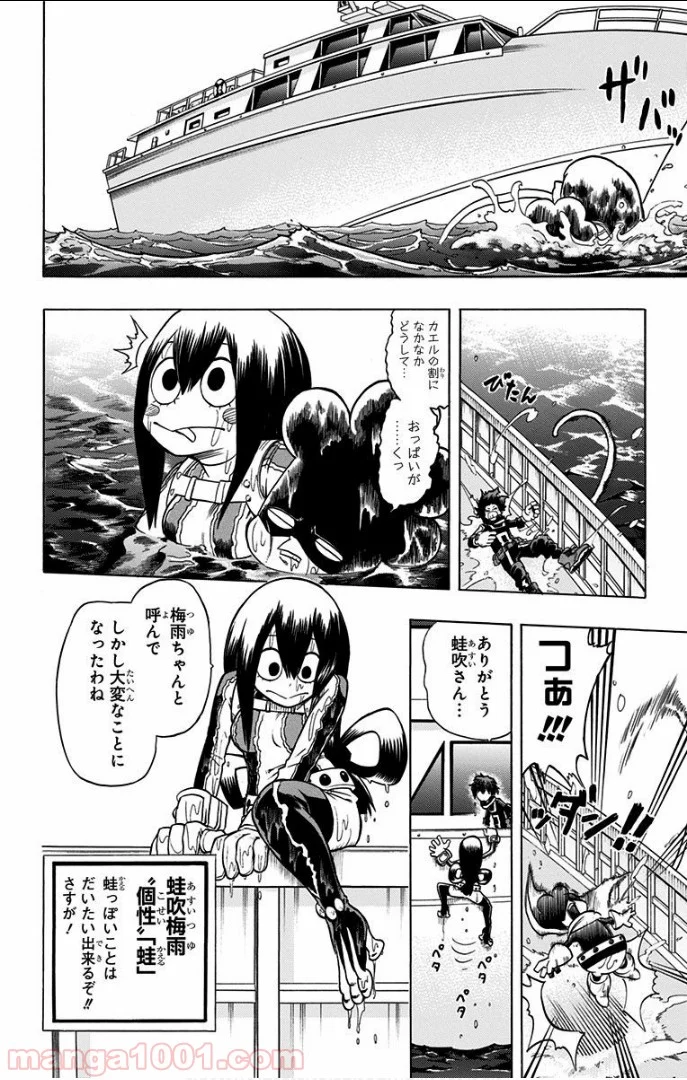 ザバッ
びたん
カエルの割に
なかなか
どうして…
おっぱいが
……くっ
つあ!!!
ッダン!!
ありがとう
蛙吹さん…
ペタ
ペタ
ペタ
梅雨ちゃんと
呼んで
しかし大変なことに
なったわね
蛙吹梅雨
“個性”「蛙」
蛙っぽいことは
だいたい出来るぞ!!
さすが!
manga1001.com